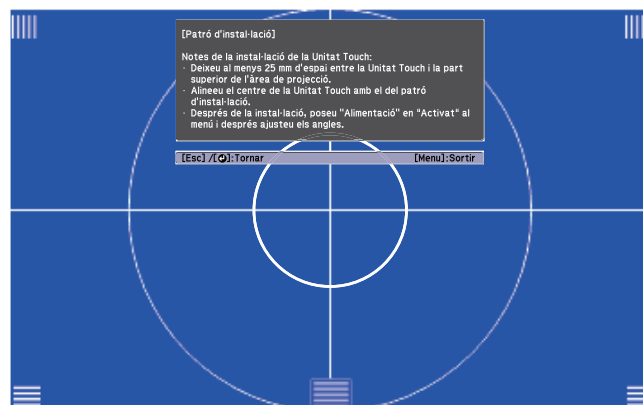 [Patró d'instal·lació]
Notes de la instal·lació de la Unitat Touch:
· Deixeu al menys 25 mm d'espai entre la Unitat Touch i la part
superior de l'àrea de projecció.
· Alineeu el centre de la Unitat Touch amb el del patró
d'instal·lació.
· Després de la instal·lació, poseu "Alimentació" en "Activat" al
menú i després ajusteu els angles.
[Esc] /[⏎]:Tornar [Menu]:Sortir